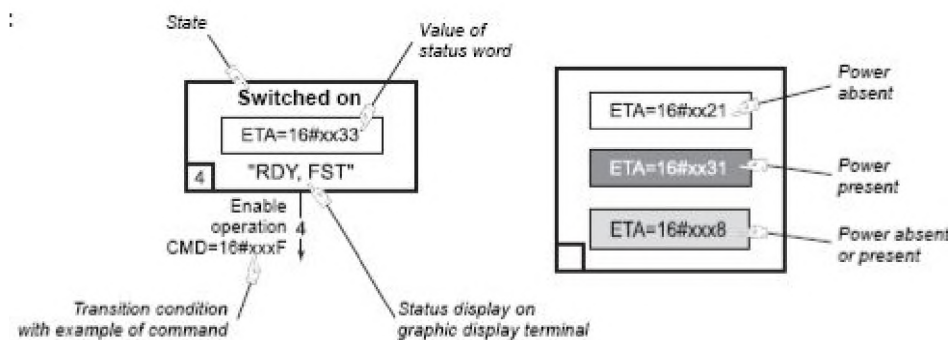 :
State
Value of
status word
Switched on
ETA=16#xx33
4
"RDY, FST"
Enable
operation 4
CMD=16#xxxF
Transition condition
with example of command
Status display on
graphic display terminal
ETA=16#xx21
Power
absent
ETA=16#xx31
Power
present
ETA=16#xxx8
Power absent
or present